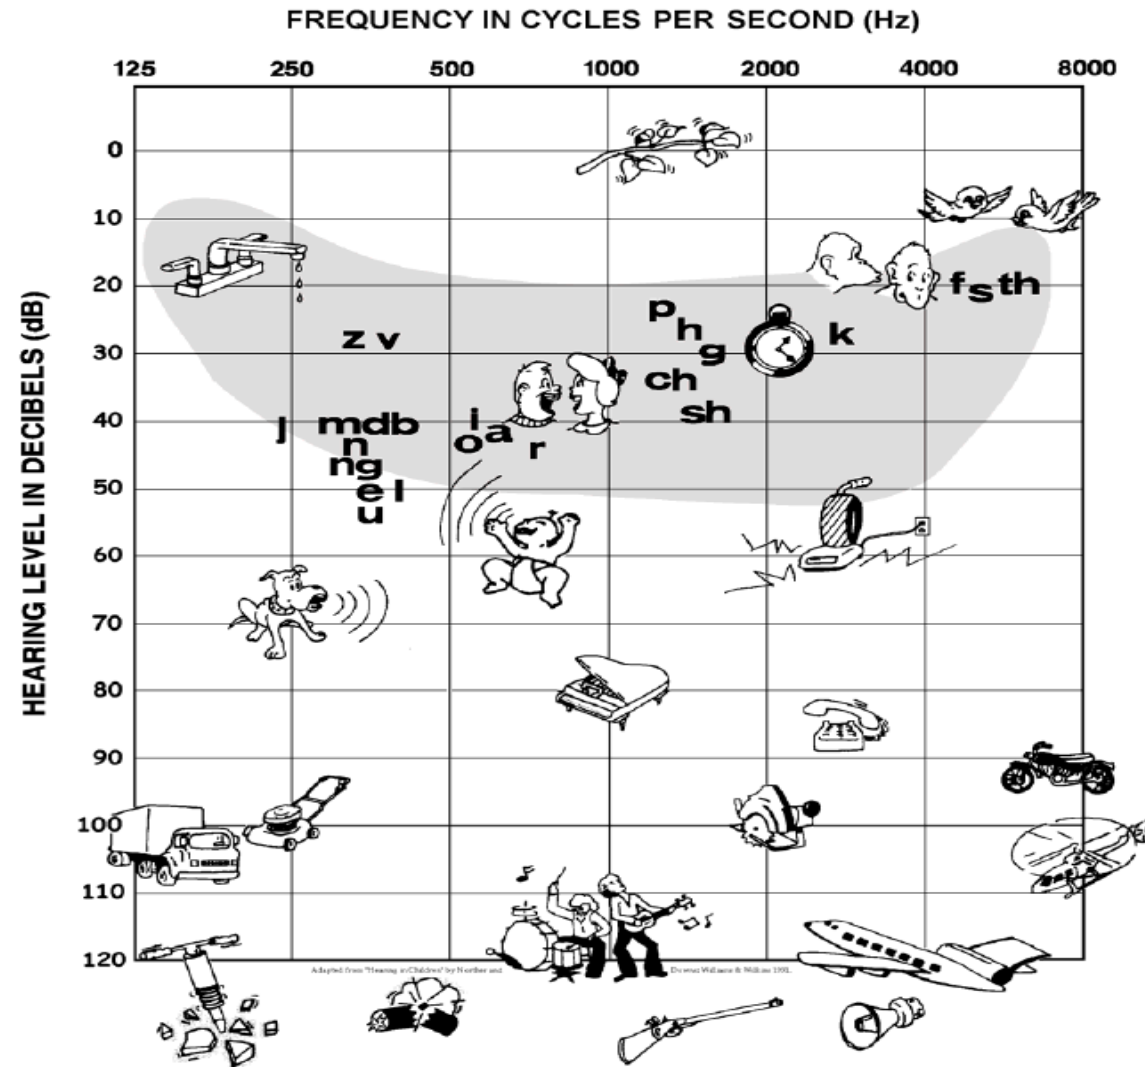 FREQUENCY IN CYCLES PER SECOND (Hz)
125 250 500 1000 2000 4000 8000
HEARING LEVEL IN DECIBELS (dB)
0
10
20
f s th
p
h
k
z v
30
g
ch
sh
40
j
mdb
i
o a
n
r
ng
50
e l
u
60
70
80
90
100
110
120
Adapted from "Hearing in Children" by Norther and Downs Williams & Wilkins 1991.